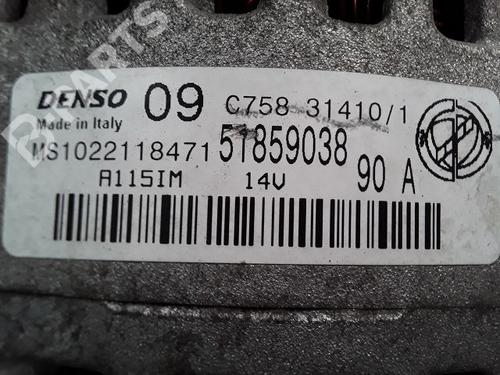 DENSO 09 C758 31410/1
Made in Italy
MS1022118471 51859038 90 A
A115IM 14V